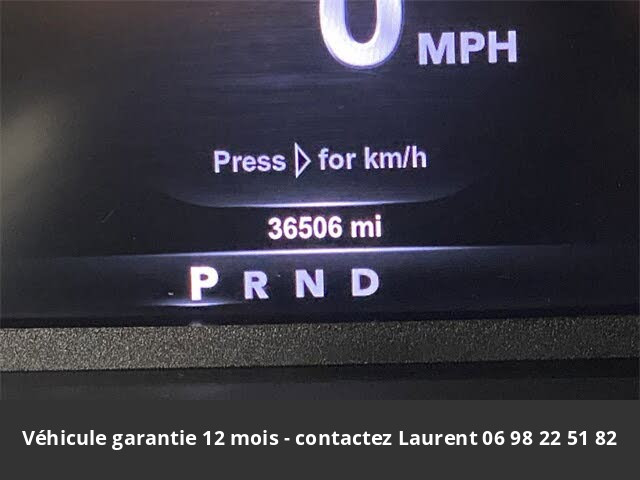 0 MPH
Press ▷ for km/h
36506 mi
P R N D
Véhicule garantie 12 mois - contactez Laurent 06 98 22 51 82